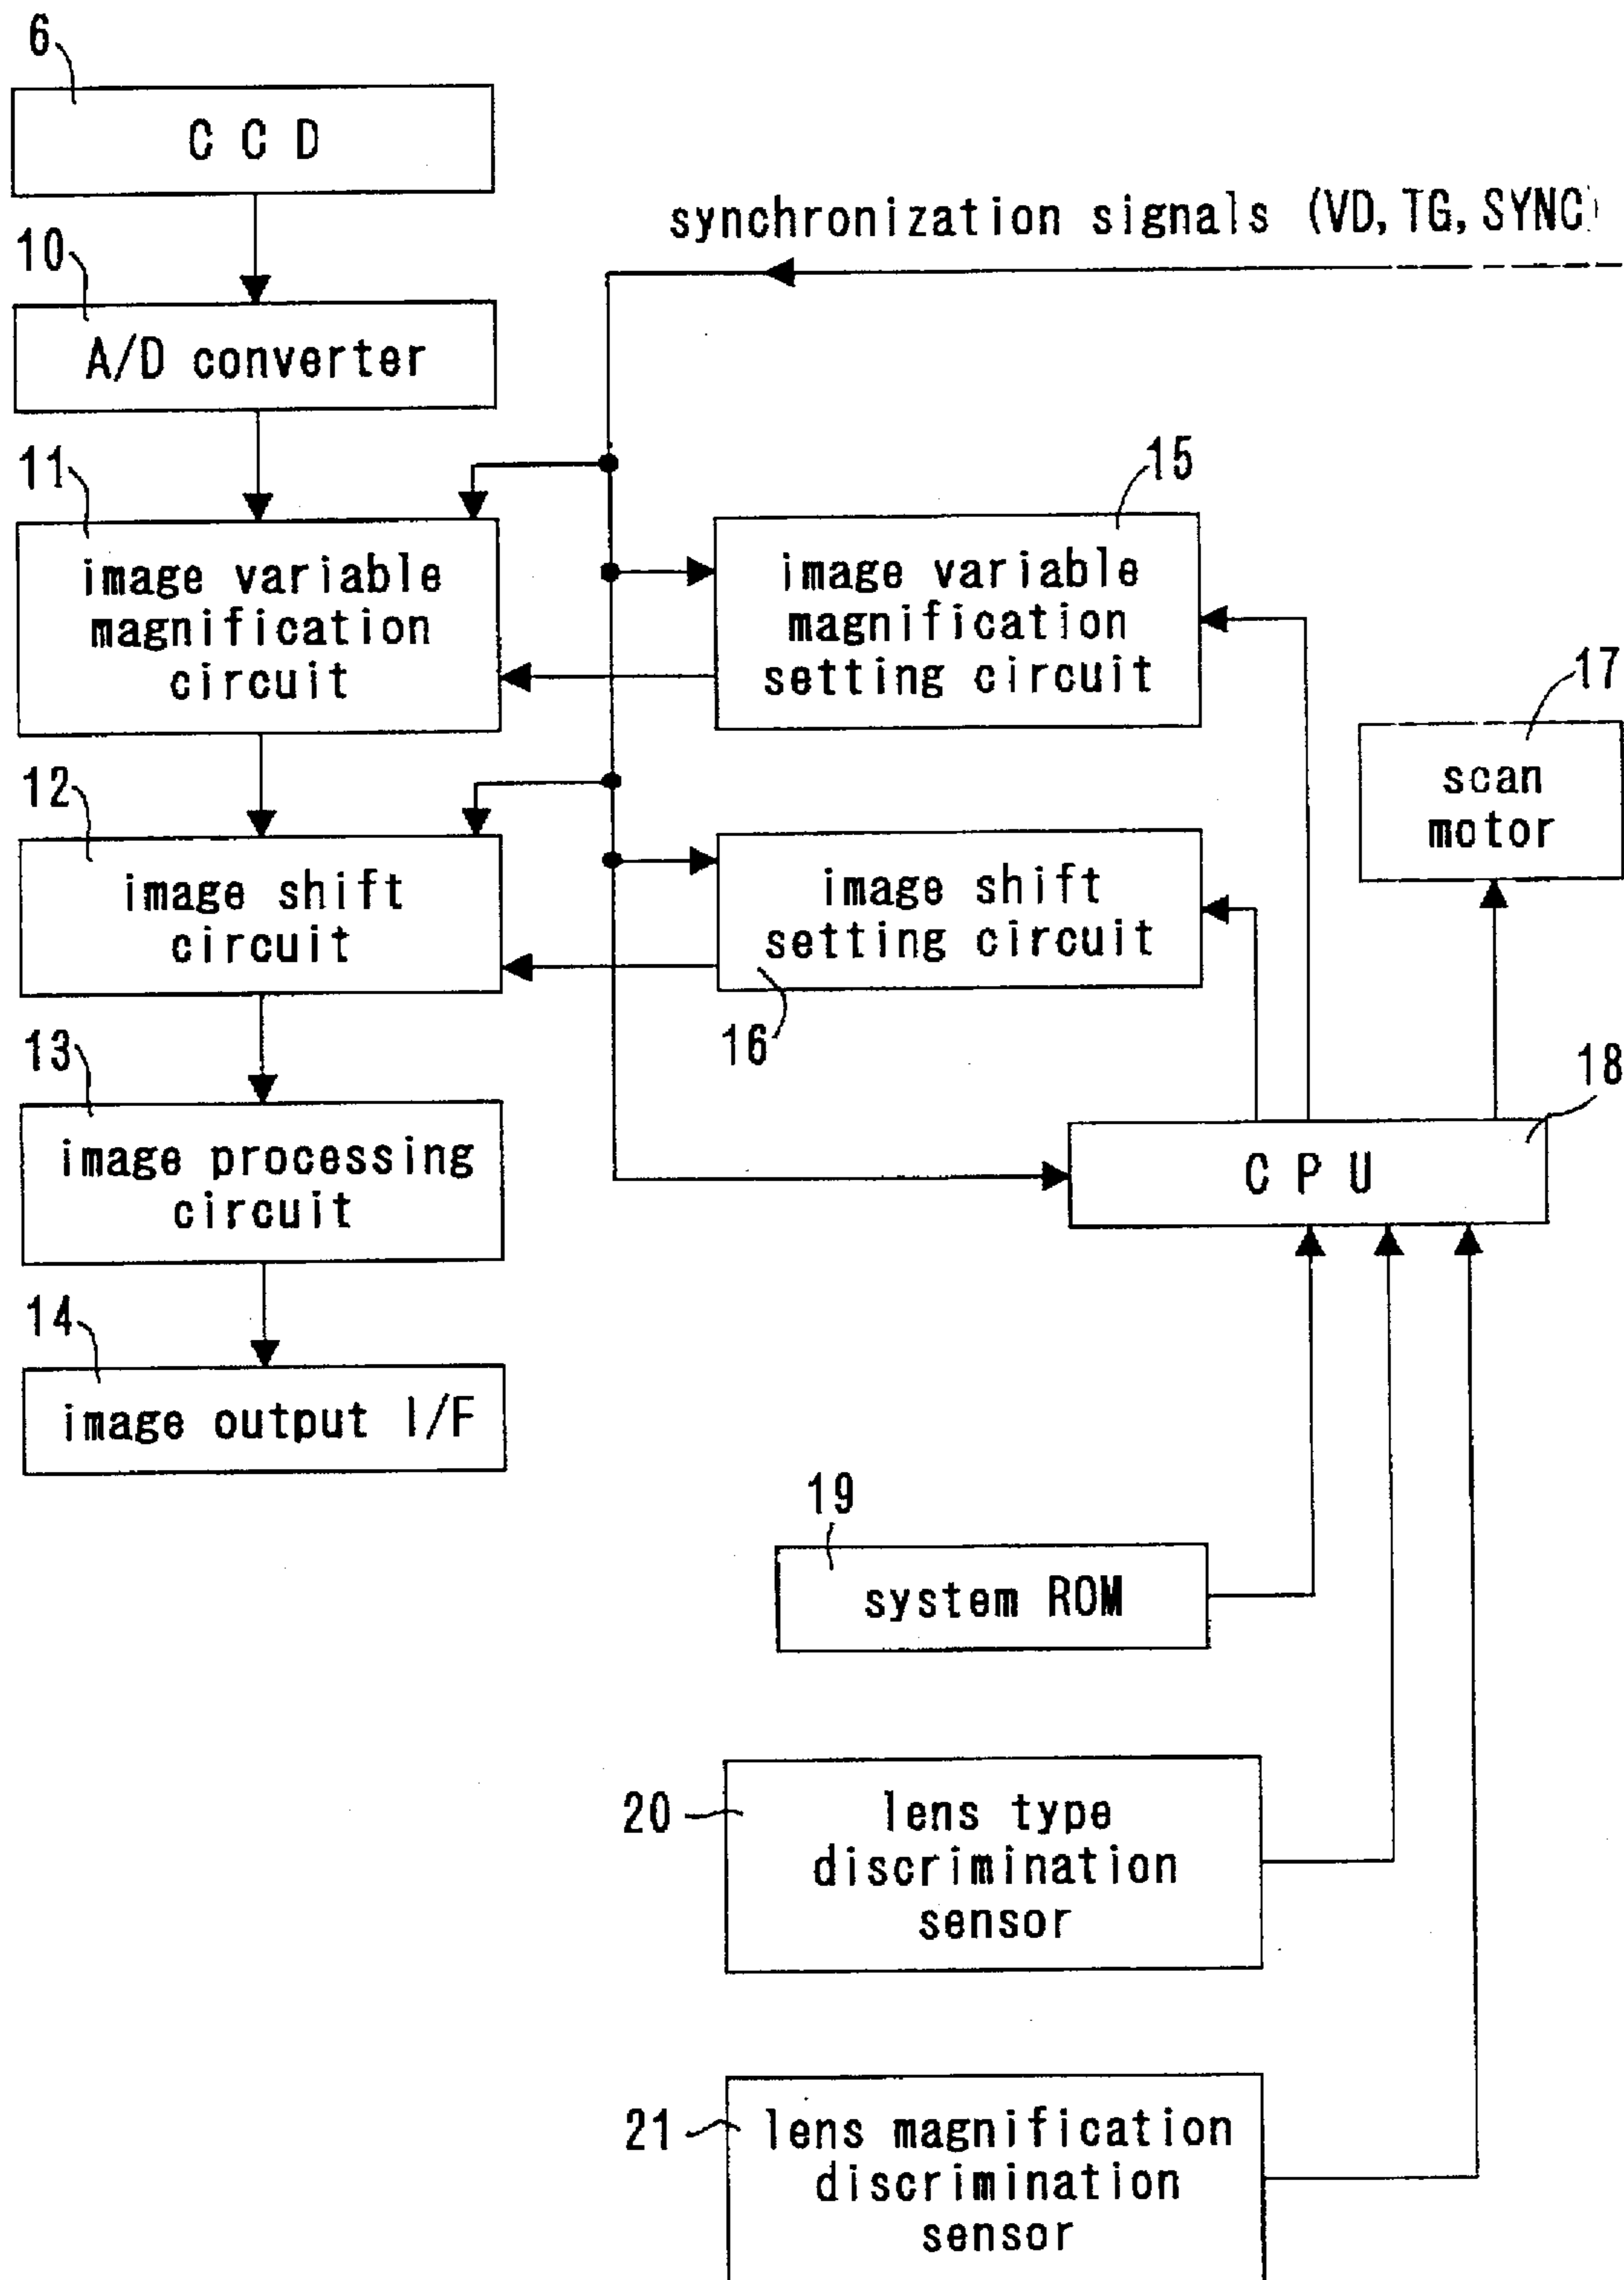 6
C C D
synchronization signals (VD, TG, SYNC)
10
A/D converter
11
image variable
magnification
circuit
15
image variable
magnification
setting circuit
17
scan
motor
12
image shift
circuit
image shift
setting circuit
16
13
image processing
circuit
18
C P U
14
image output I/F
19
system ROM
20
lens type
discrimination
sensor
21
lens magnification
discrimination
sensor